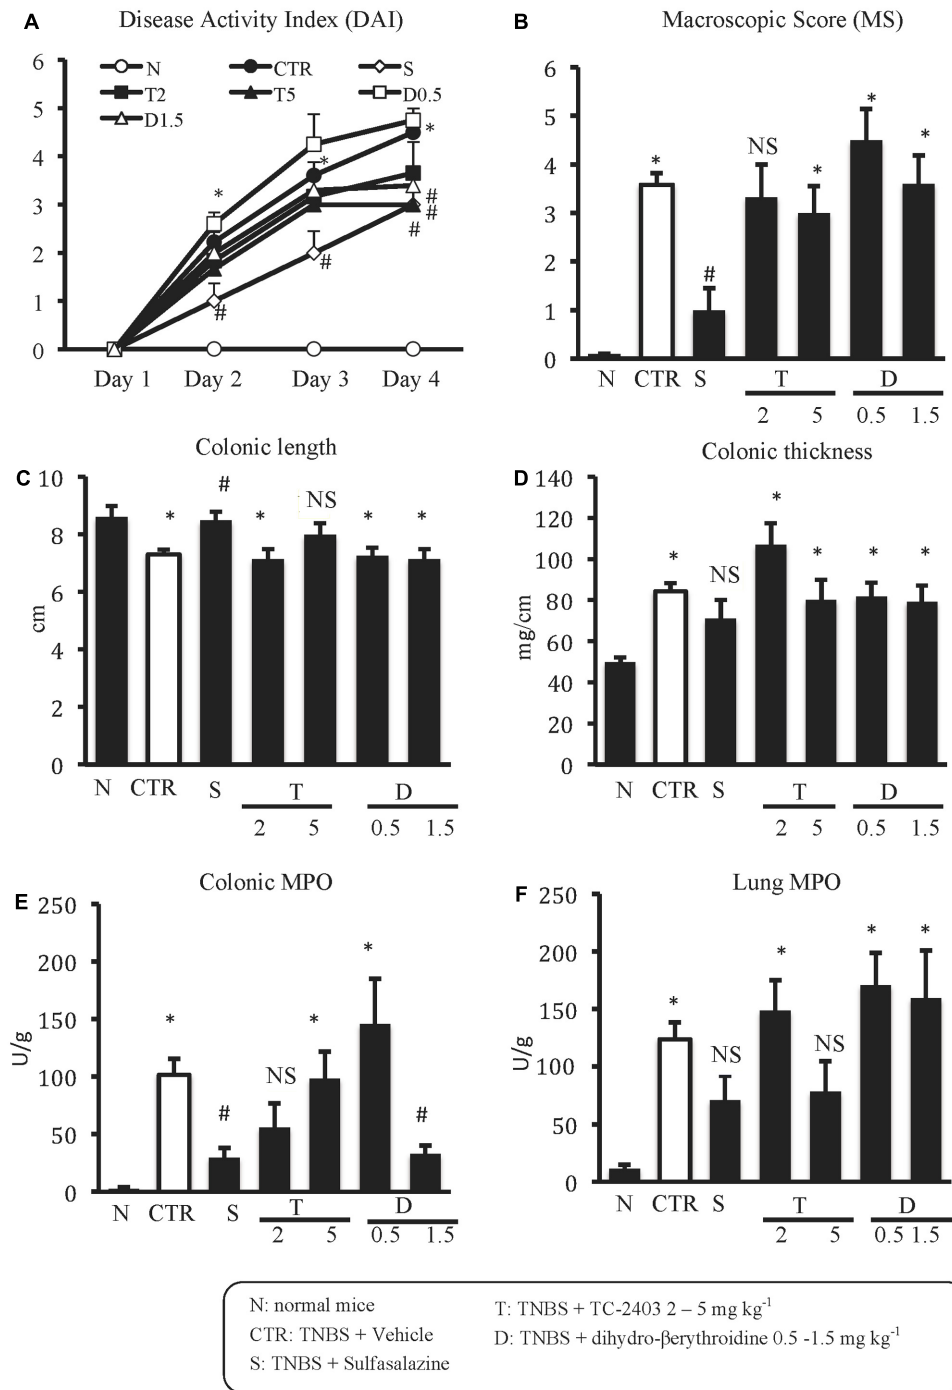 A Disease Activity Index (DAI)
6
5
4
3
2
1
0
N CTR S
T2 T5 D0.5
D1.5
* * *
# # # # #
Day 1 Day 2 Day 3 Day 4
B Macroscopic Score (MS)
6
5
4
3
2
1
0
* # NS * * *
N CTR S T D
2 5 0.5 1.5
C Colonic length
10
8
6
4
2
0
cm
* # * NS * *
N CTR S T D
2 5 0.5 1.5
D Colonic thickness
140
120
100
80
60
40
20
0
mg/cm
* NS * * * *
N CTR S T D
2 5 0.5 1.5
E Colonic MPO
250
200
150
100
50
0
U/g
* # NS * * #
N CTR S T D
2 5 0.5 1.5
F Lung MPO
250
200
150
100
50
0
U/g
* NS * NS * *
N CTR S T D
2 5 0.5 1.5
N: normal mice
CTR: TNBS + Vehicle
S: TNBS + Sulfasalazine
T: TNBS + TC-2403 2 – 5 mg kg⁻¹
D: TNBS + dihydro-βerythroidine 0.5 -1.5 mg kg⁻¹